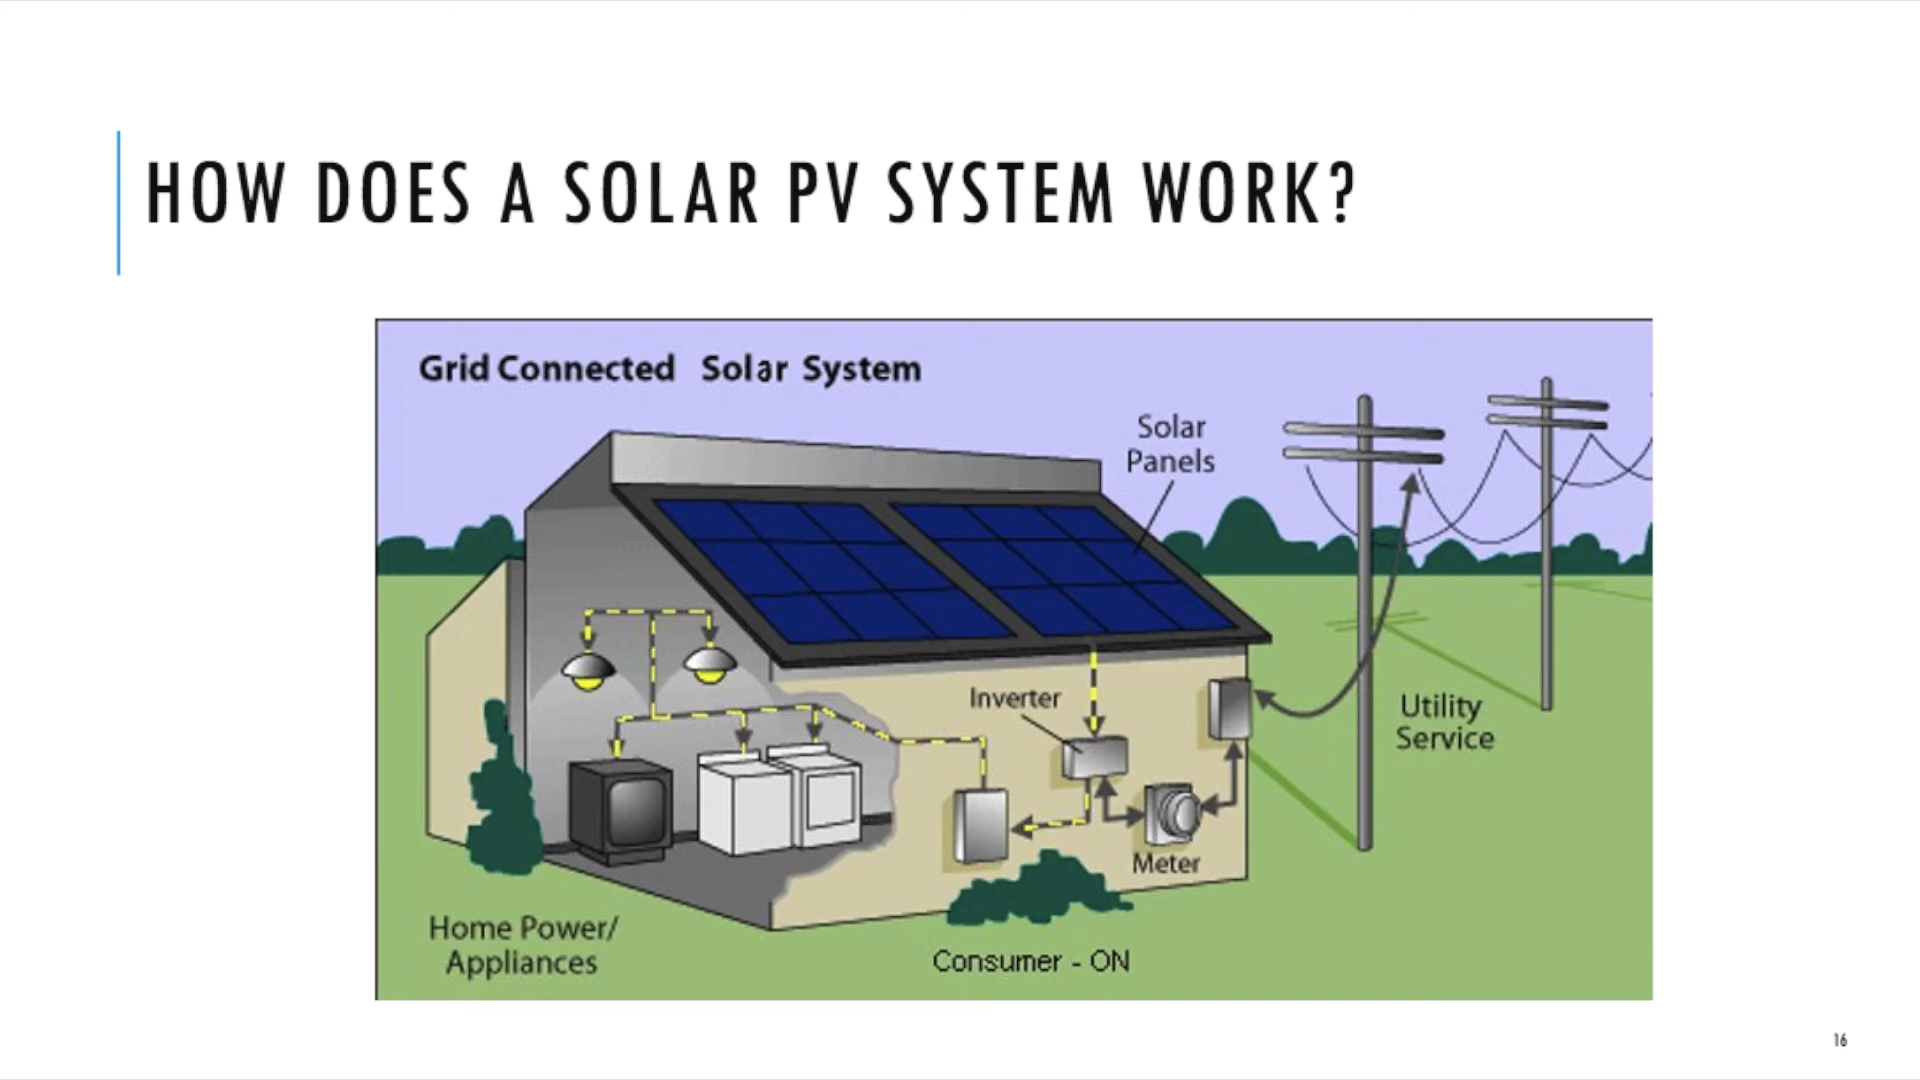 HOW DOES A SOLAR PV SYSTEM WORK?
Grid Connected Solar System
Solar
Panels
Inverter
Utility
Service
Meter
Home Power/
Appliances
Consumer - ON
16